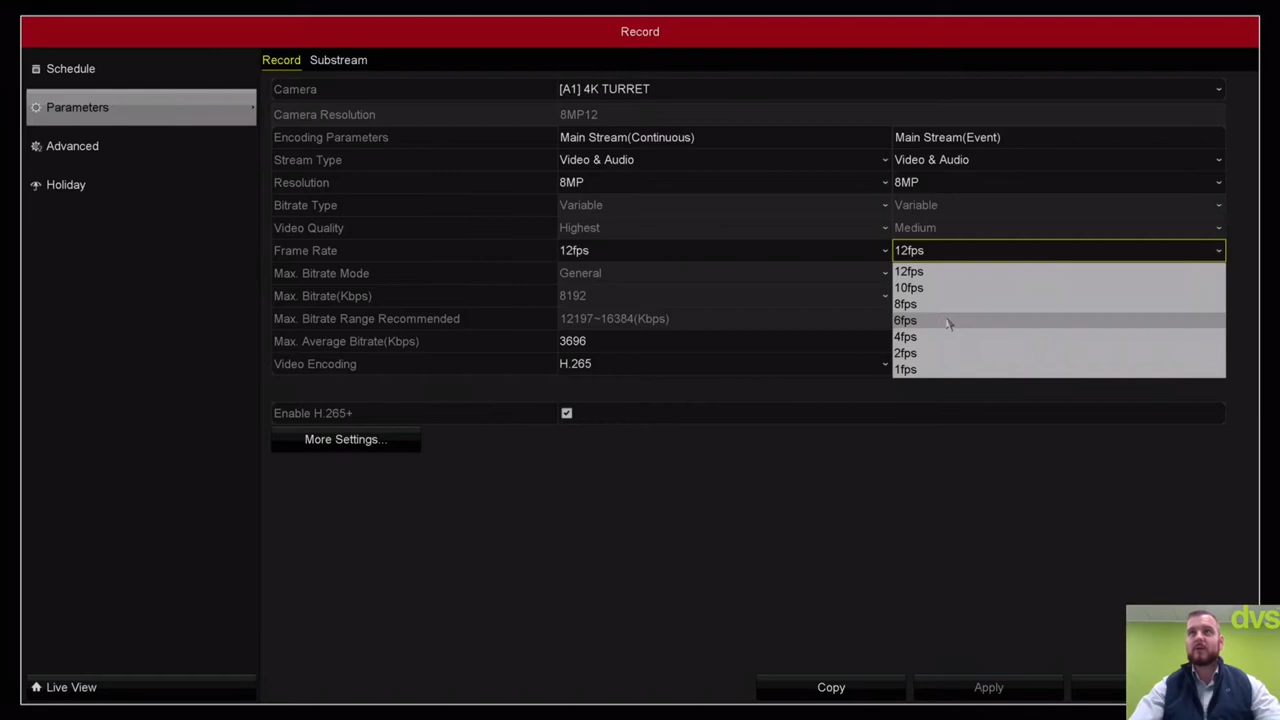 Record
Schedule
Parameters
Advanced
Holiday
Record Substream
Camera [A1] 4K TURRET
Camera Resolution 8MP12
Encoding Parameters Main Stream(Continuous) Main Stream(Event)
Stream Type Video & Audio Video & Audio
Resolution 8MP 8MP
Bitrate Type Variable Variable
Video Quality Highest Medium
Frame Rate 12fps 12fps
Max. Bitrate Mode General
Max. Bitrate(Kbps) 8192
Max. Bitrate Range Recommended 12197~16384(Kbps)
Max. Average Bitrate(Kbps) 3696
Video Encoding H.265
12fps
10fps
8fps
6fps
4fps
2fps
1fps
Enable H.265+
More Settings...
Live View
Copy Apply
dvs